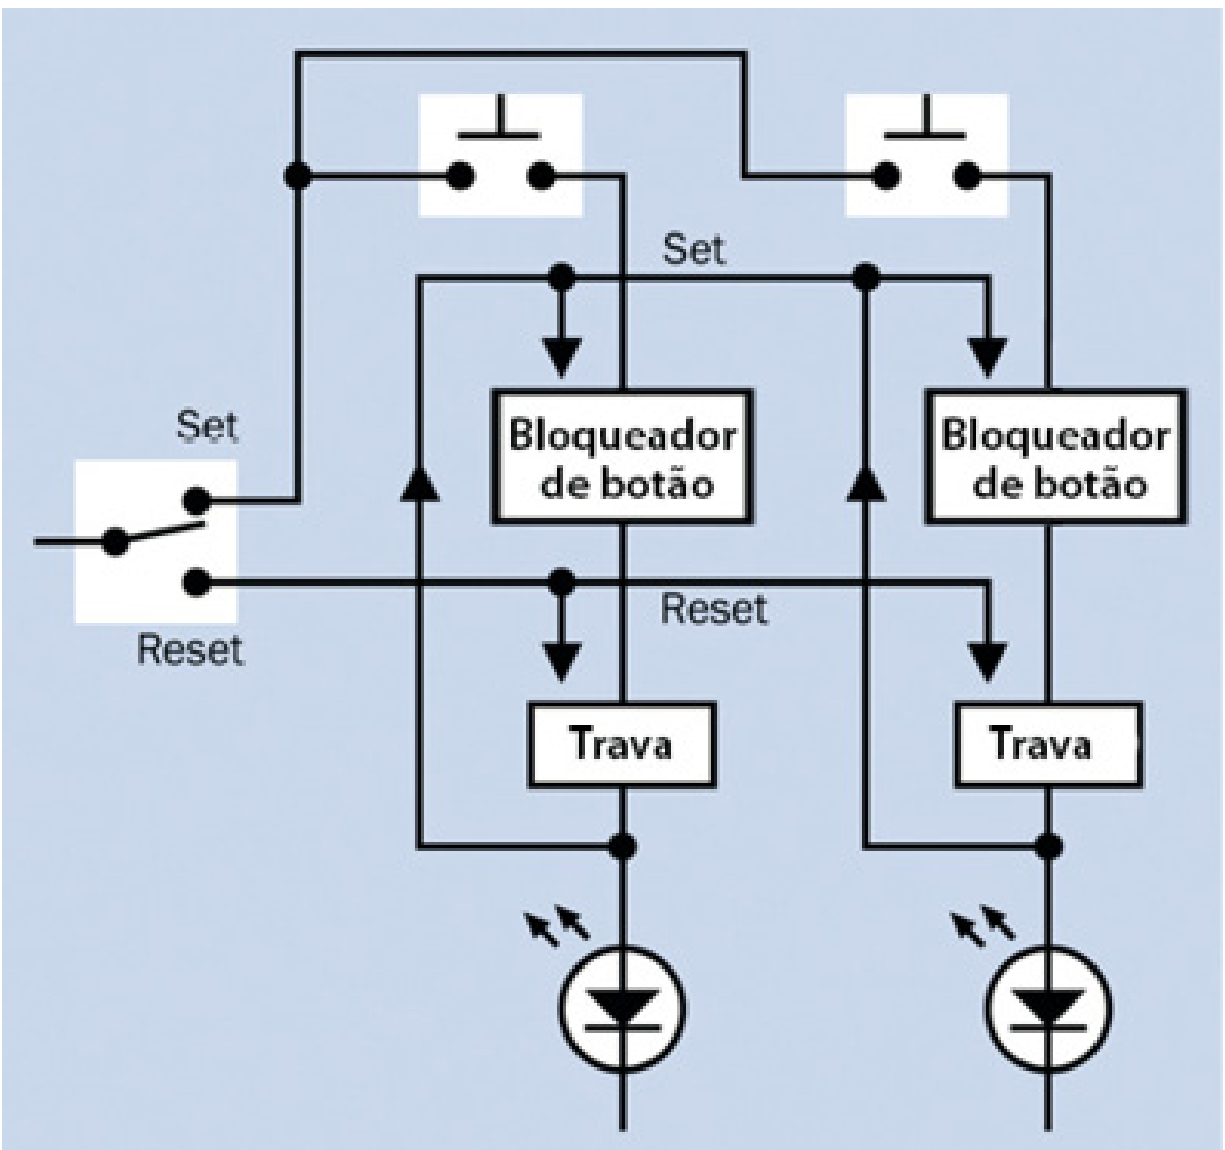 Set
Set
Bloqueador
de botão
Bloqueador
de botão
Reset
Reset
Trava
Trava